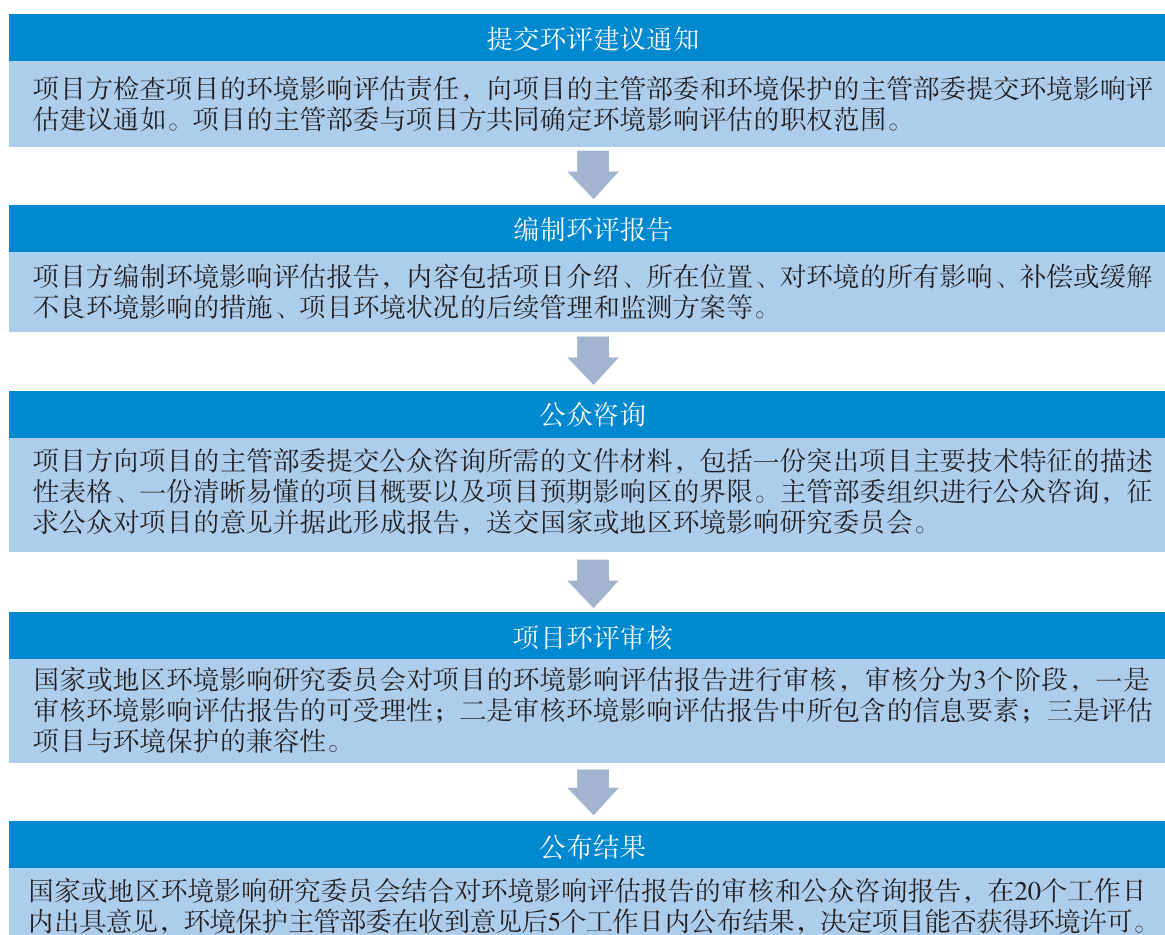 提交环评建议通知
项目方检查项目的环境影响评估责任，向项目的主管部委和环境保护的主管部委提交环境影响评
估建议通如。项目的主管部委与项目方共同确定环境影响评估的职权范围。
编制环评报告
项目方编制环境影响评估报告，内容包括项日介绍、所在位置、对环境的所有影响、补偿或缓解
不良环境影响的措施、项目环境状况的后续管理和监测方案等。
公众咨询
项目方向项目的主管部委提交公众咨询所需的文件材料，包括一份突出项目主要技术特征的描述
性表格、一份清晰易懂的项目概要以及项目预期影响区的界限。主管部委组织进行公众咨询，征
求公众对项目的意见并据此形成报告，送交国家或地区环境影响研究委员会。
项目环评审核
国家或地区环境影响研究委员会对项目的环境影响评估报告进行审核，审核分为3个阶段，一是
审核环境影响评估报告的可受理性；二是审核环境影响评估报告中所包含的信息要素；三是评估
项目与环境保护的兼容性。
公布结果
国家或地区环境影响研究委员会结合对环境影响评估报告的审核和公众咨询报告，在20个工作日
内出具意见，环境保护主管部委在收到意见后5个工作日内公布结果，决定项目能否获得环境许可。